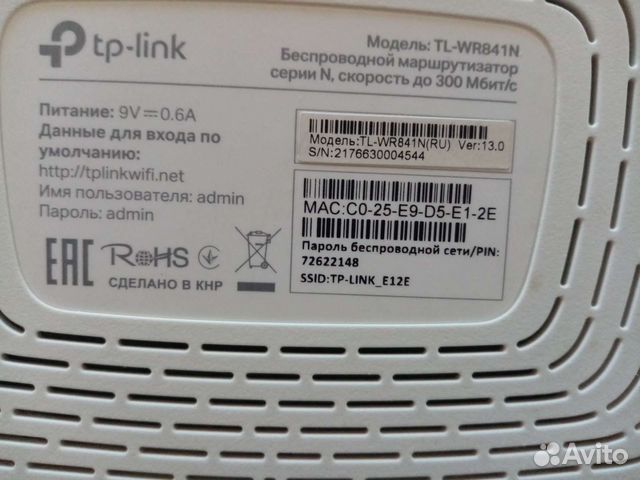 tp-link
Модель: TL-WR841N
Беспроводной маршрутизатор
серии N, скорость до 300 Мбит/с
Питание: 9V⎓0.6A
Данные для входа по
умолчанию:
http://tplinkwifi.net
Имя пользователя: admin
Пароль: admin
Модель:TL-WR841N(RU) Ver:13.0
S/N:2176630004544
MAC:C0-25-E9-D5-E1-2E
Пароль беспроводной сети/PIN:
72622148
SSID:TP-LINK_E12E
EAC RoHS
СДЕЛАНО В КНР
Avito